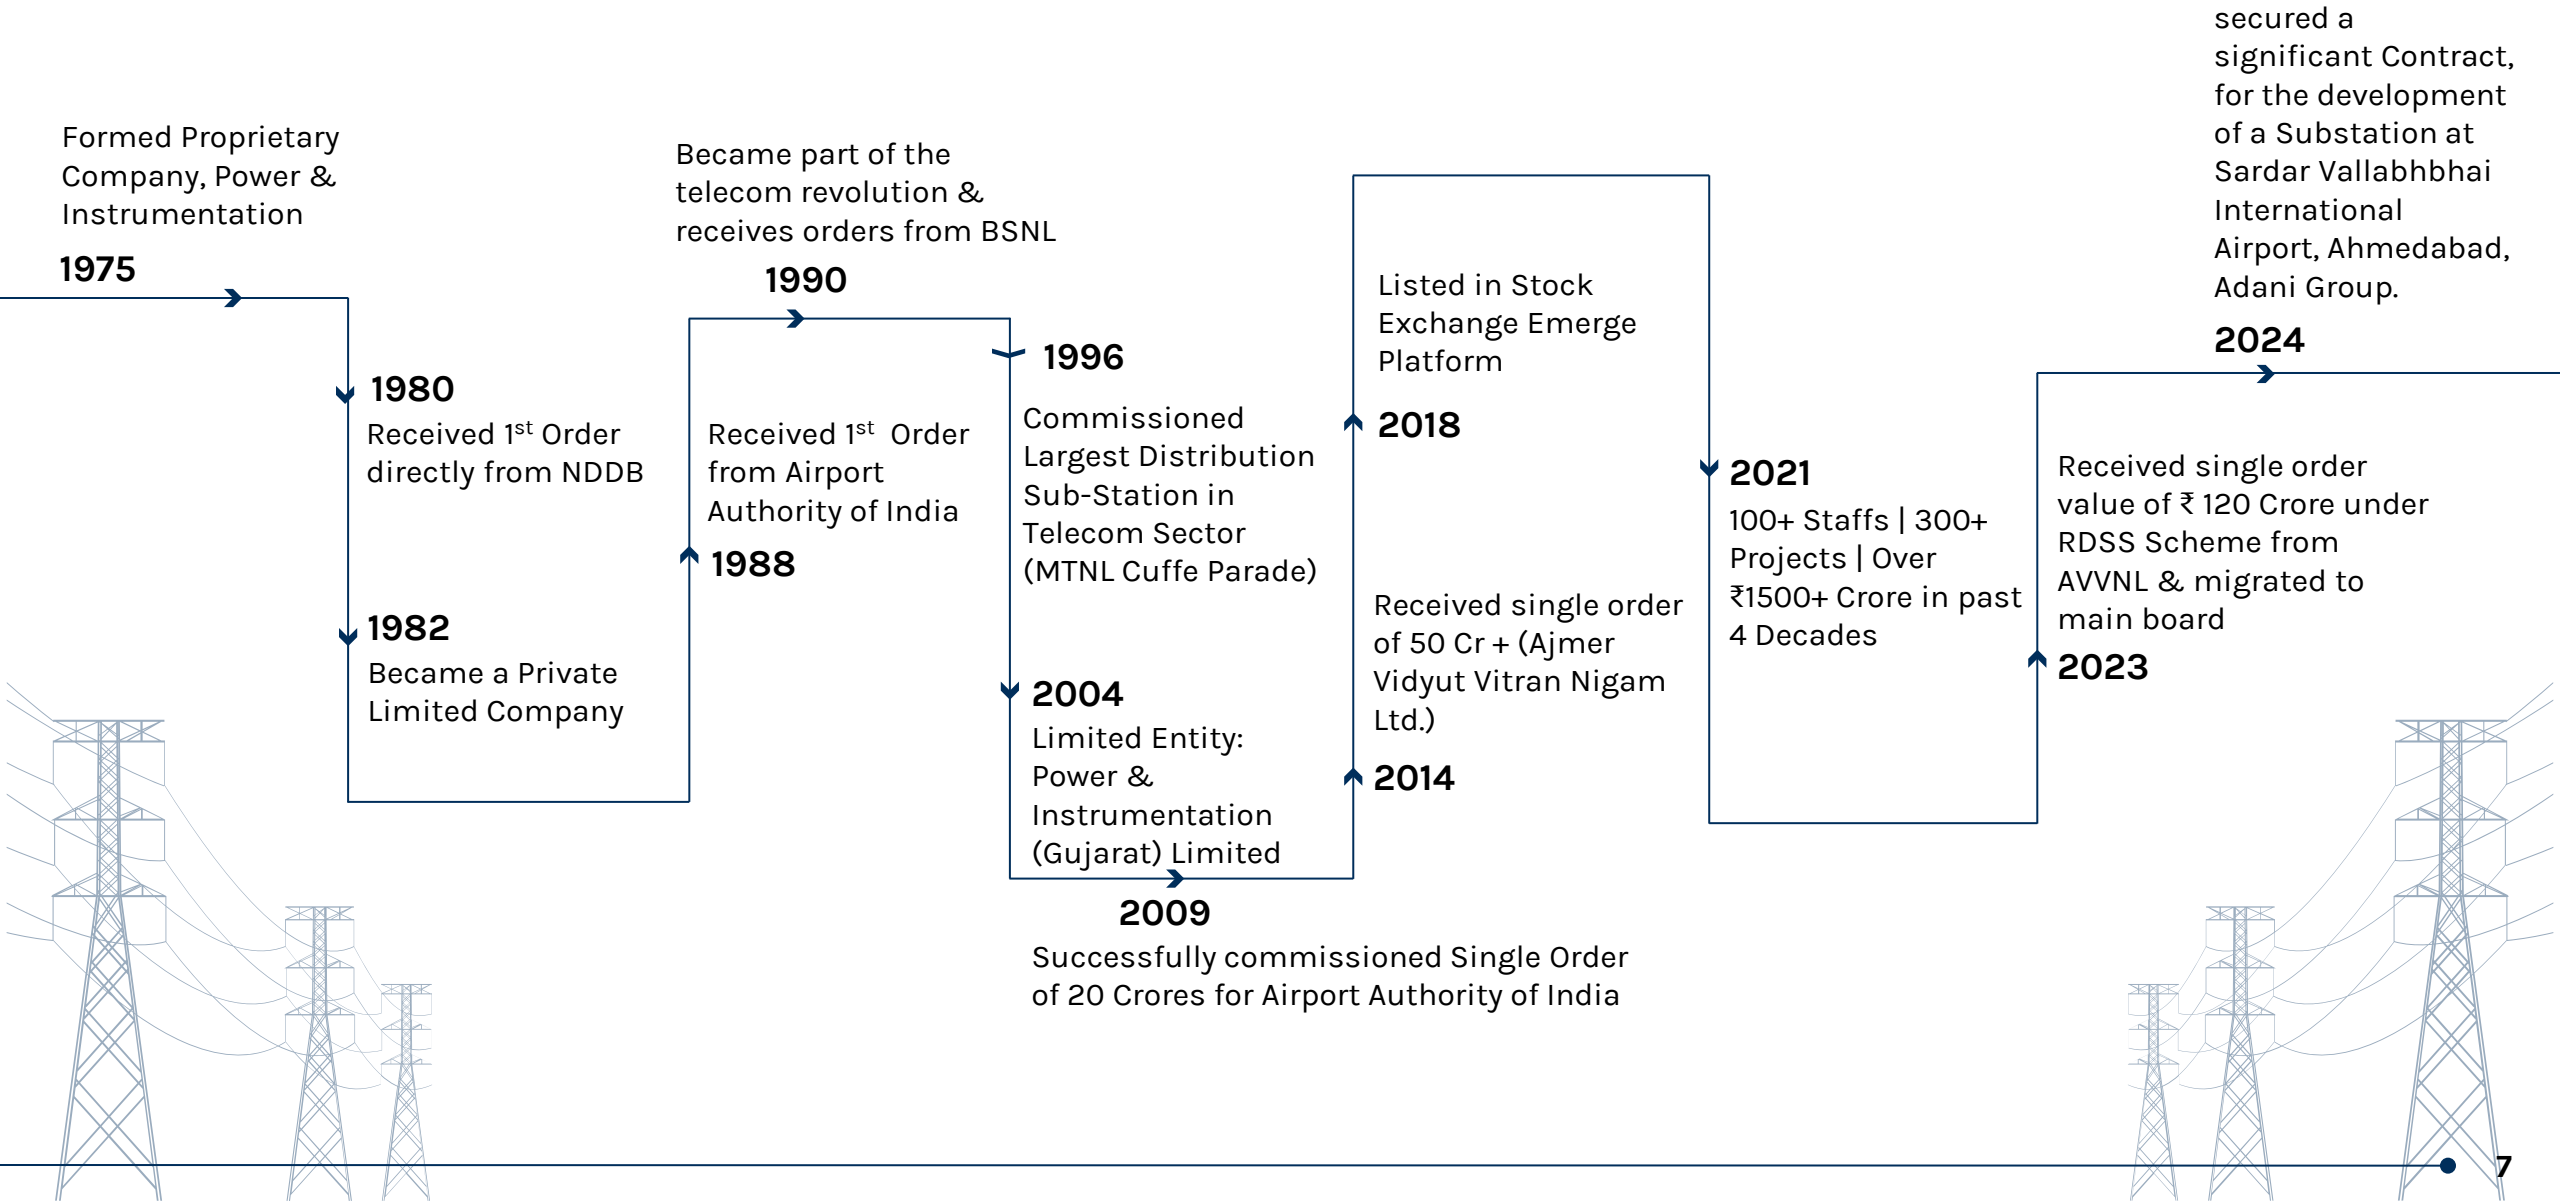 Formed Proprietary
Company, Power &
Instrumentation
1975
1980
Received 1st Order
directly from NDDB
1982
Became a Private
Limited Company
Received 1st Order
from Airport
Authority of India
1988
Became part of the
telecom revolution &
receives orders from BSNL
1990
1996
Commissioned
Largest Distribution
Sub-Station in
Telecom Sector
(MTNL Cuffe Parade)
2004
Limited Entity:
Power &
Instrumentation
(Gujarat) Limited
2009
Successfully commissioned Single Order
of 20 Crores for Airport Authority of India
Received single order
of 50 Cr + (Ajmer
Vidyut Vitran Nigam
Ltd.)
2014
Listed in Stock
Exchange Emerge
Platform
2018
2021
100+ Staffs | 300+
Projects | Over
₹1500+ Crore in past
4 Decades
Received single order
value of ₹ 120 Crore under
RDSS Scheme from
AVVNL & migrated to
main board
2023
secured a
significant Contract,
for the development
of a Substation at
Sardar Vallabhbhai
International
Airport, Ahmedabad,
Adani Group.
2024
7